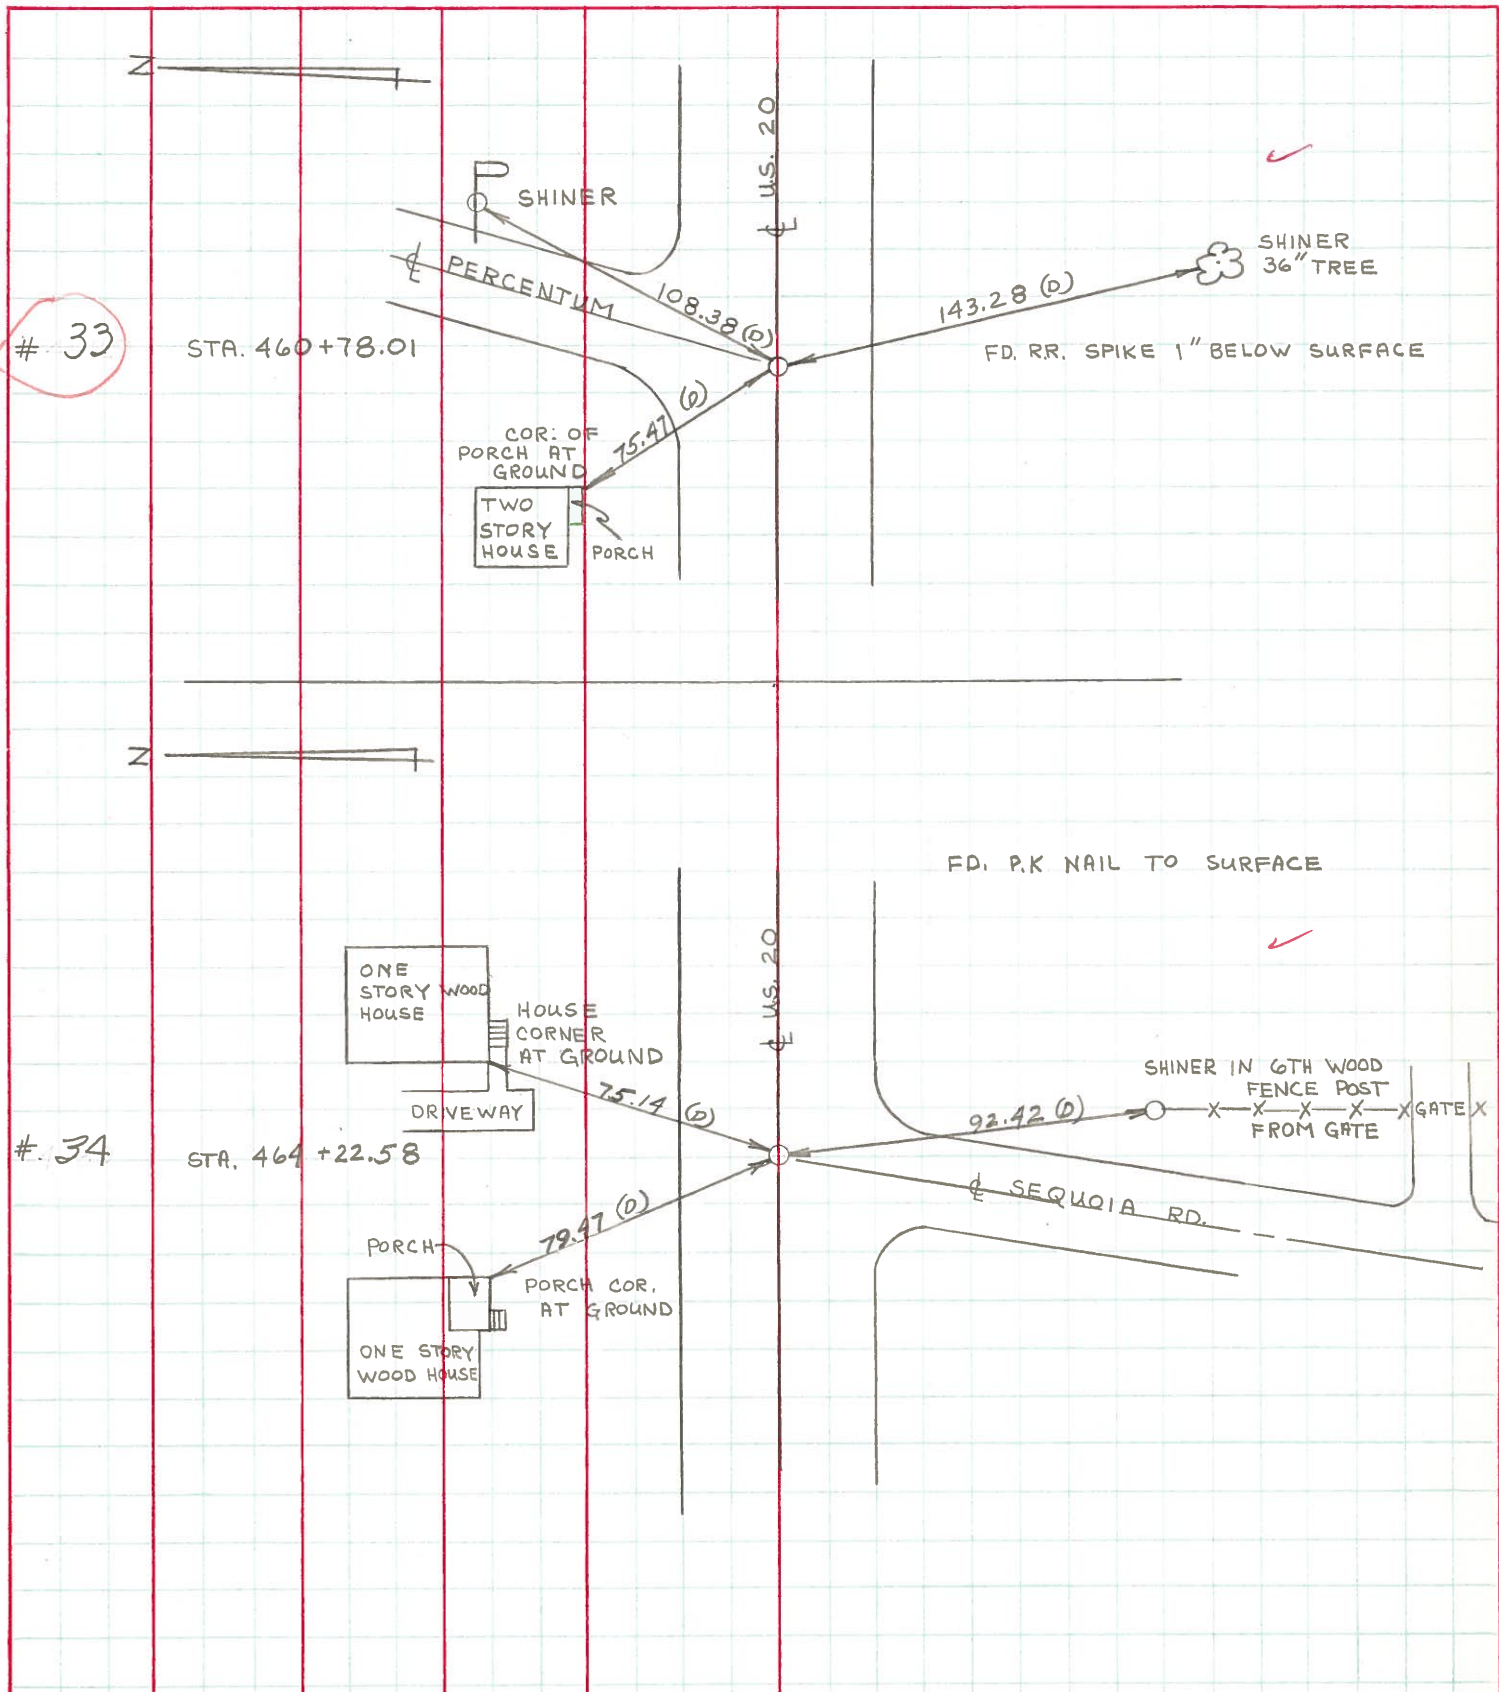 N
℄ U.S. 20
SHINER
℄ PERCENTUM
108.38 (D)
143.28 (D)
SHINER
36" TREE
# 33
STA. 460+78.01
FD. R.R. SPIKE 1" BELOW SURFACE
75.47 (D)
COR. OF
PORCH AT
GROUND
TWO
STORY
HOUSE
PORCH
N
FD. P.K NAIL TO SURFACE
℄ U.S. 20
ONE
STORY WOOD
HOUSE
HOUSE
CORNER
AT GROUND
75.14 (D)
DRIVEWAY
SHINER IN 6TH WOOD
FENCE POST
FROM GATE
X X X X X GATE X
92.42 (D)
# 34
STA. 464 +22.58
℄ SEQUOIA RD.
79.47 (D)
PORCH
PORCH COR.
AT GROUND
ONE STORY
WOOD HOUSE